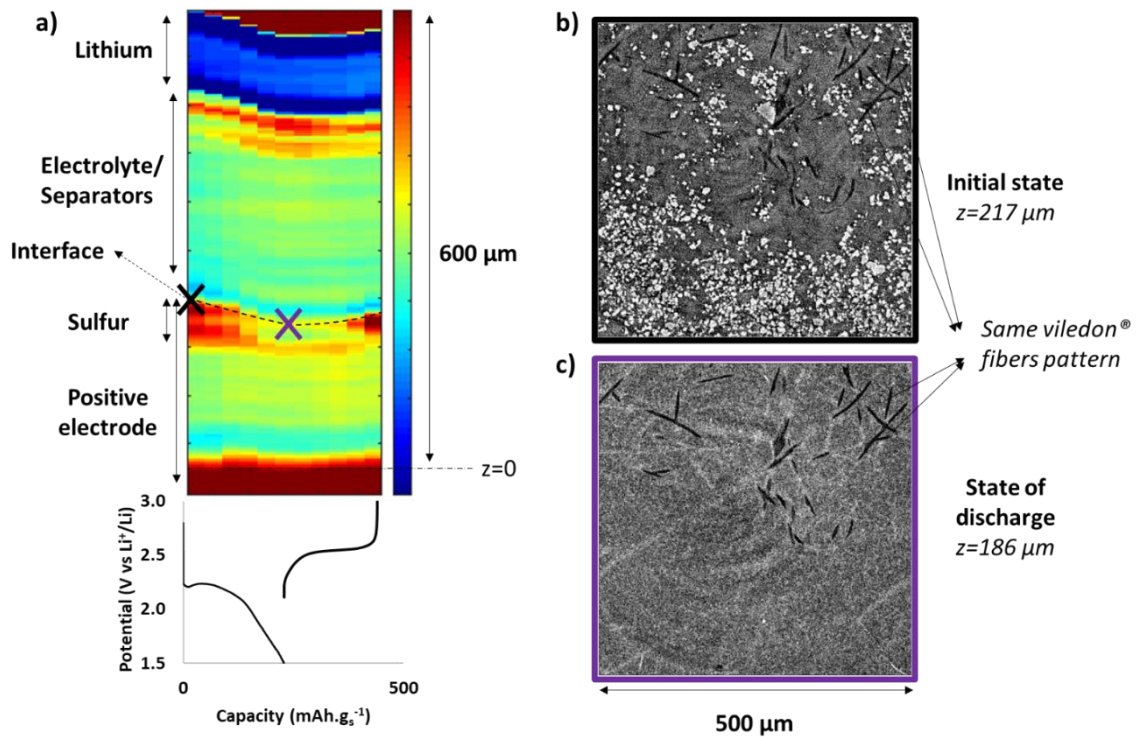 a)
Lithium
Electrolyte/
Separators
Interface
Sulfur
Positive
electrode
600 µm
z=0
3.0
2.5
2.0
1.5
Potential (V vs Li⁺/Li)
0
500
Capacity (mAh.gₛ⁻¹)
b)
Initial state
z=217 µm
Same viledon®
fibers pattern
c)
State of
discharge
z=186 µm
500 µm